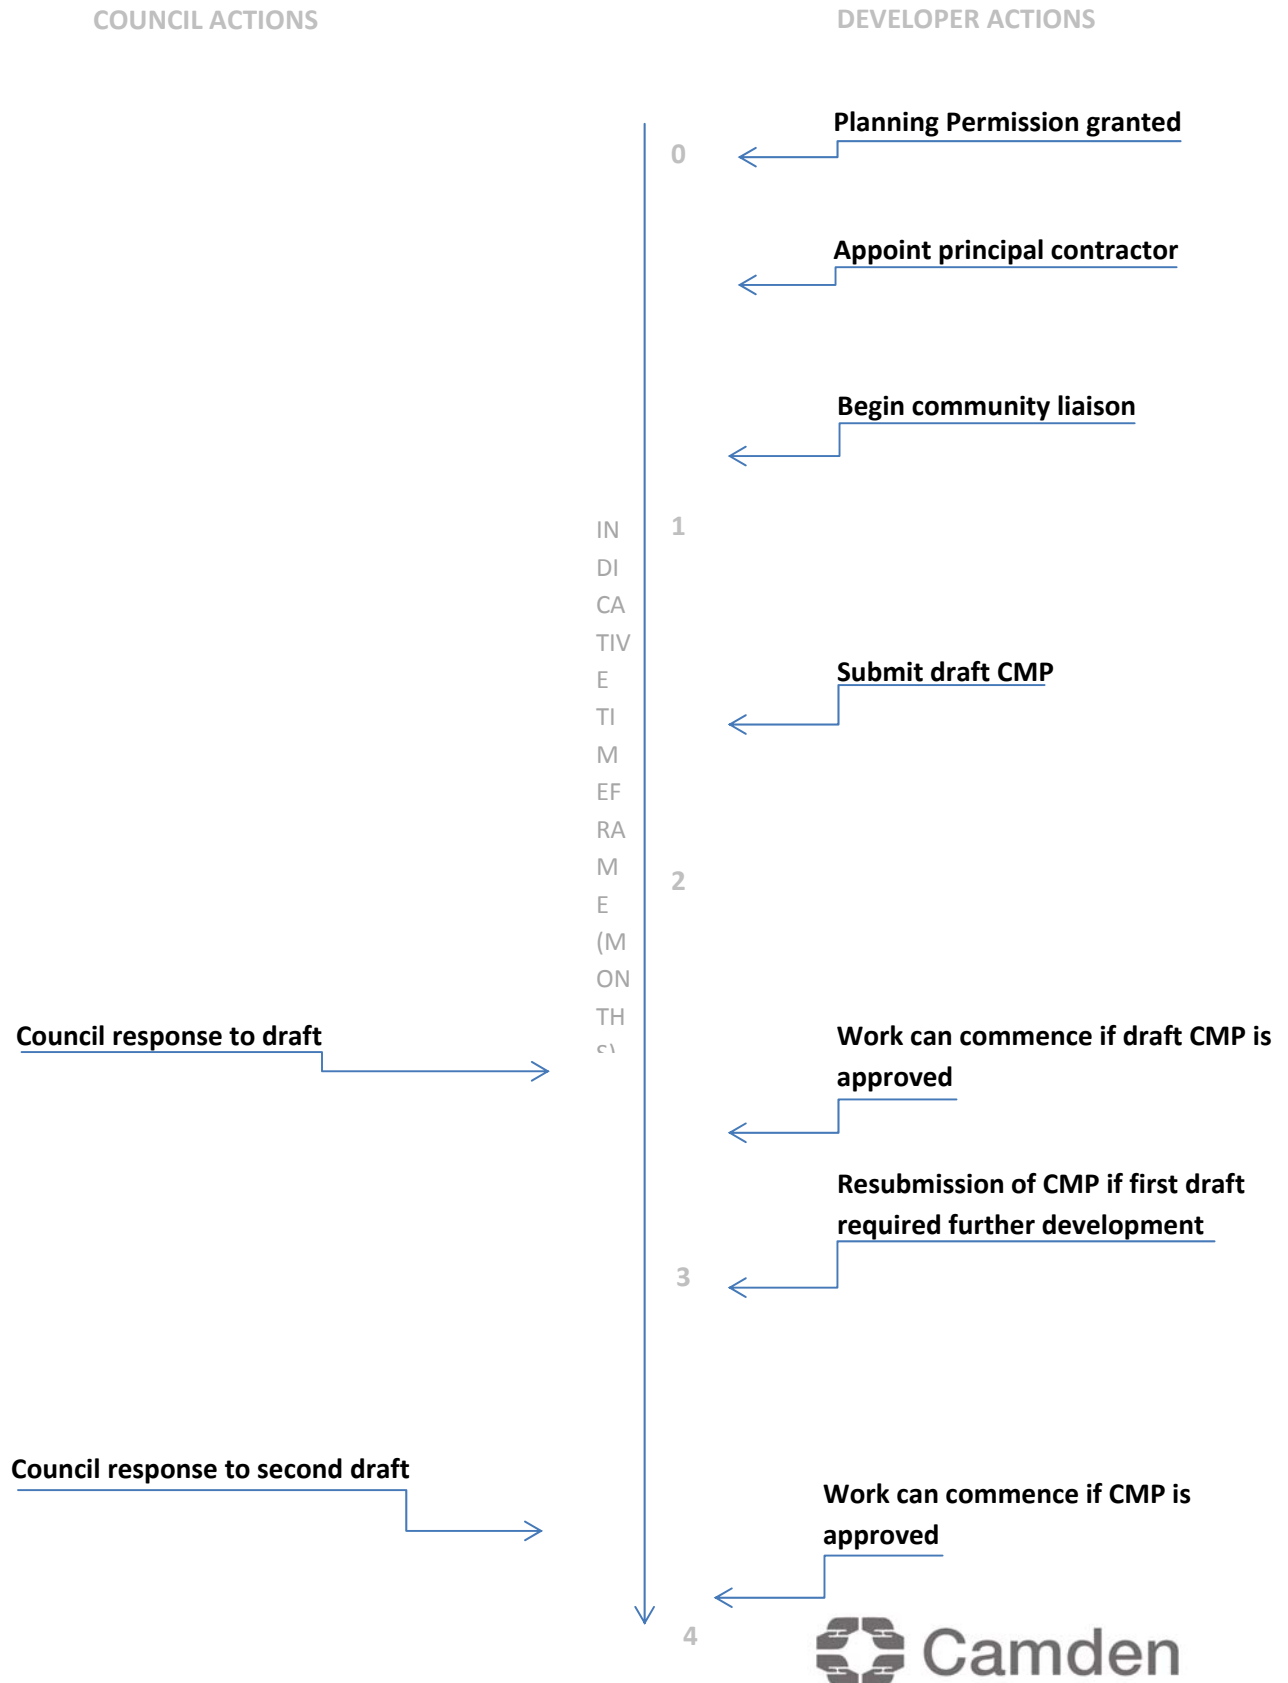 COUNCIL ACTIONS
DEVELOPER ACTIONS
Planning Permission granted
0
Appoint principal contractor
Begin community liaison
1
IN
DI
CA
TIV
E
TI
M
EF
RA
M
E
(M
ON
TH
S)
Submit draft CMP
2
Council response to draft
Work can commence if draft CMP is
approved
Resubmission of CMP if first draft
required further development
3
Council response to second draft
Work can commence if CMP is
approved
4
Camden